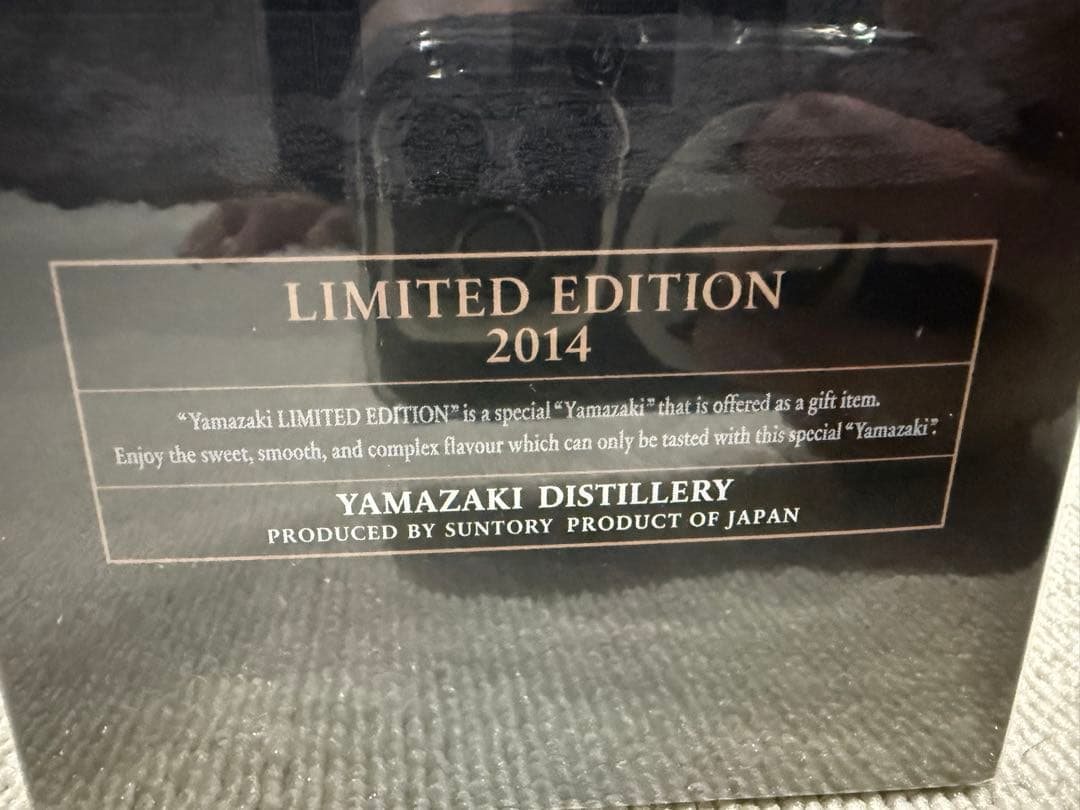 LIMITED EDITION
2014
“Yamazaki LIMITED EDITION” is a special “Yamazaki” that is offered as a gift item.
Enjoy the sweet, smooth, and complex flavour which can only be tasted with this special “Yamazaki”.
YAMAZAKI DISTILLERY
PRODUCED BY SUNTORY PRODUCT OF JAPAN